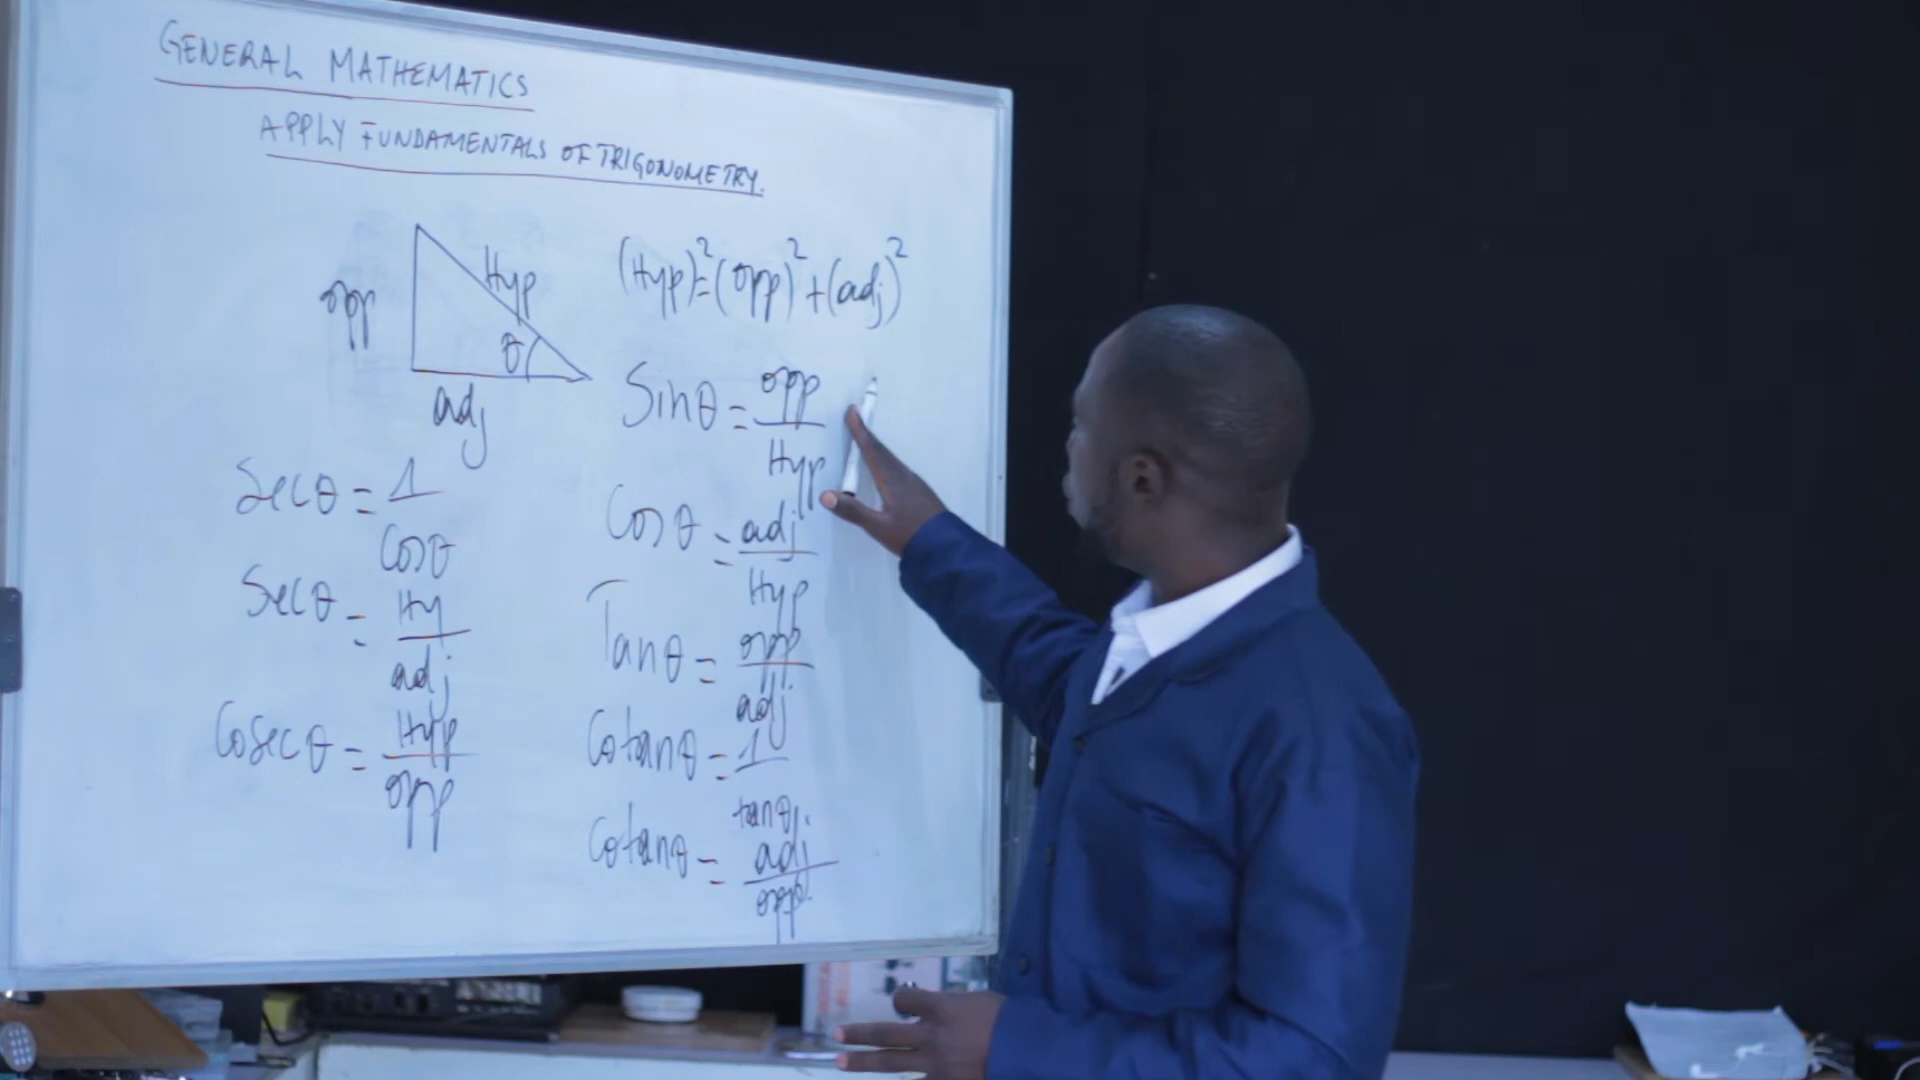 GENERAL MATHEMATICS
APPLY FUNDAMENTALS OF TRIGONOMETRY.
opp
Hyp
θ
adj
(Hyp)² = (opp)² + (adj)²
Sinθ = opp / Hyp
Cosθ = adj / Hyp
Tanθ = opp / adj
Cotanθ = 1 / tanθ.
Cotanθ = adj / opp.
Secθ = 1 / Cosθ
Secθ = Hy / adj
Cosecθ = Hyp / opp